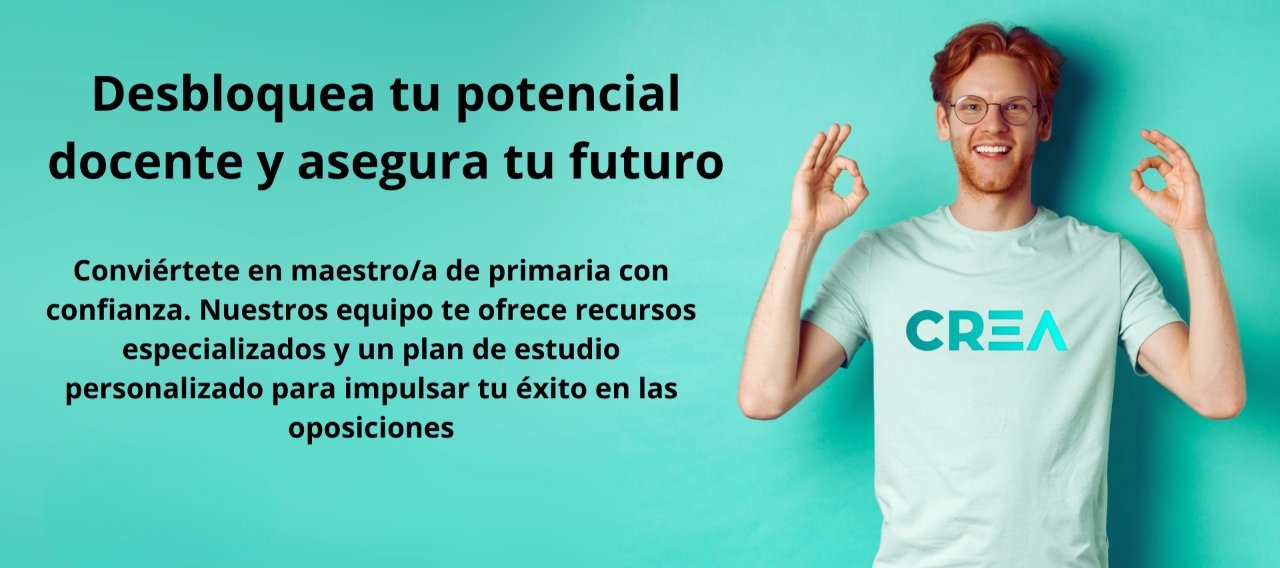 Desbloquea tu potencial
docente y asegura tu futuro
Conviértete en maestro/a de primaria con
confianza. Nuestros equipo te ofrece recursos
especializados y un plan de estudio
personalizado para impulsar tu éxito en las
oposiciones
CREA